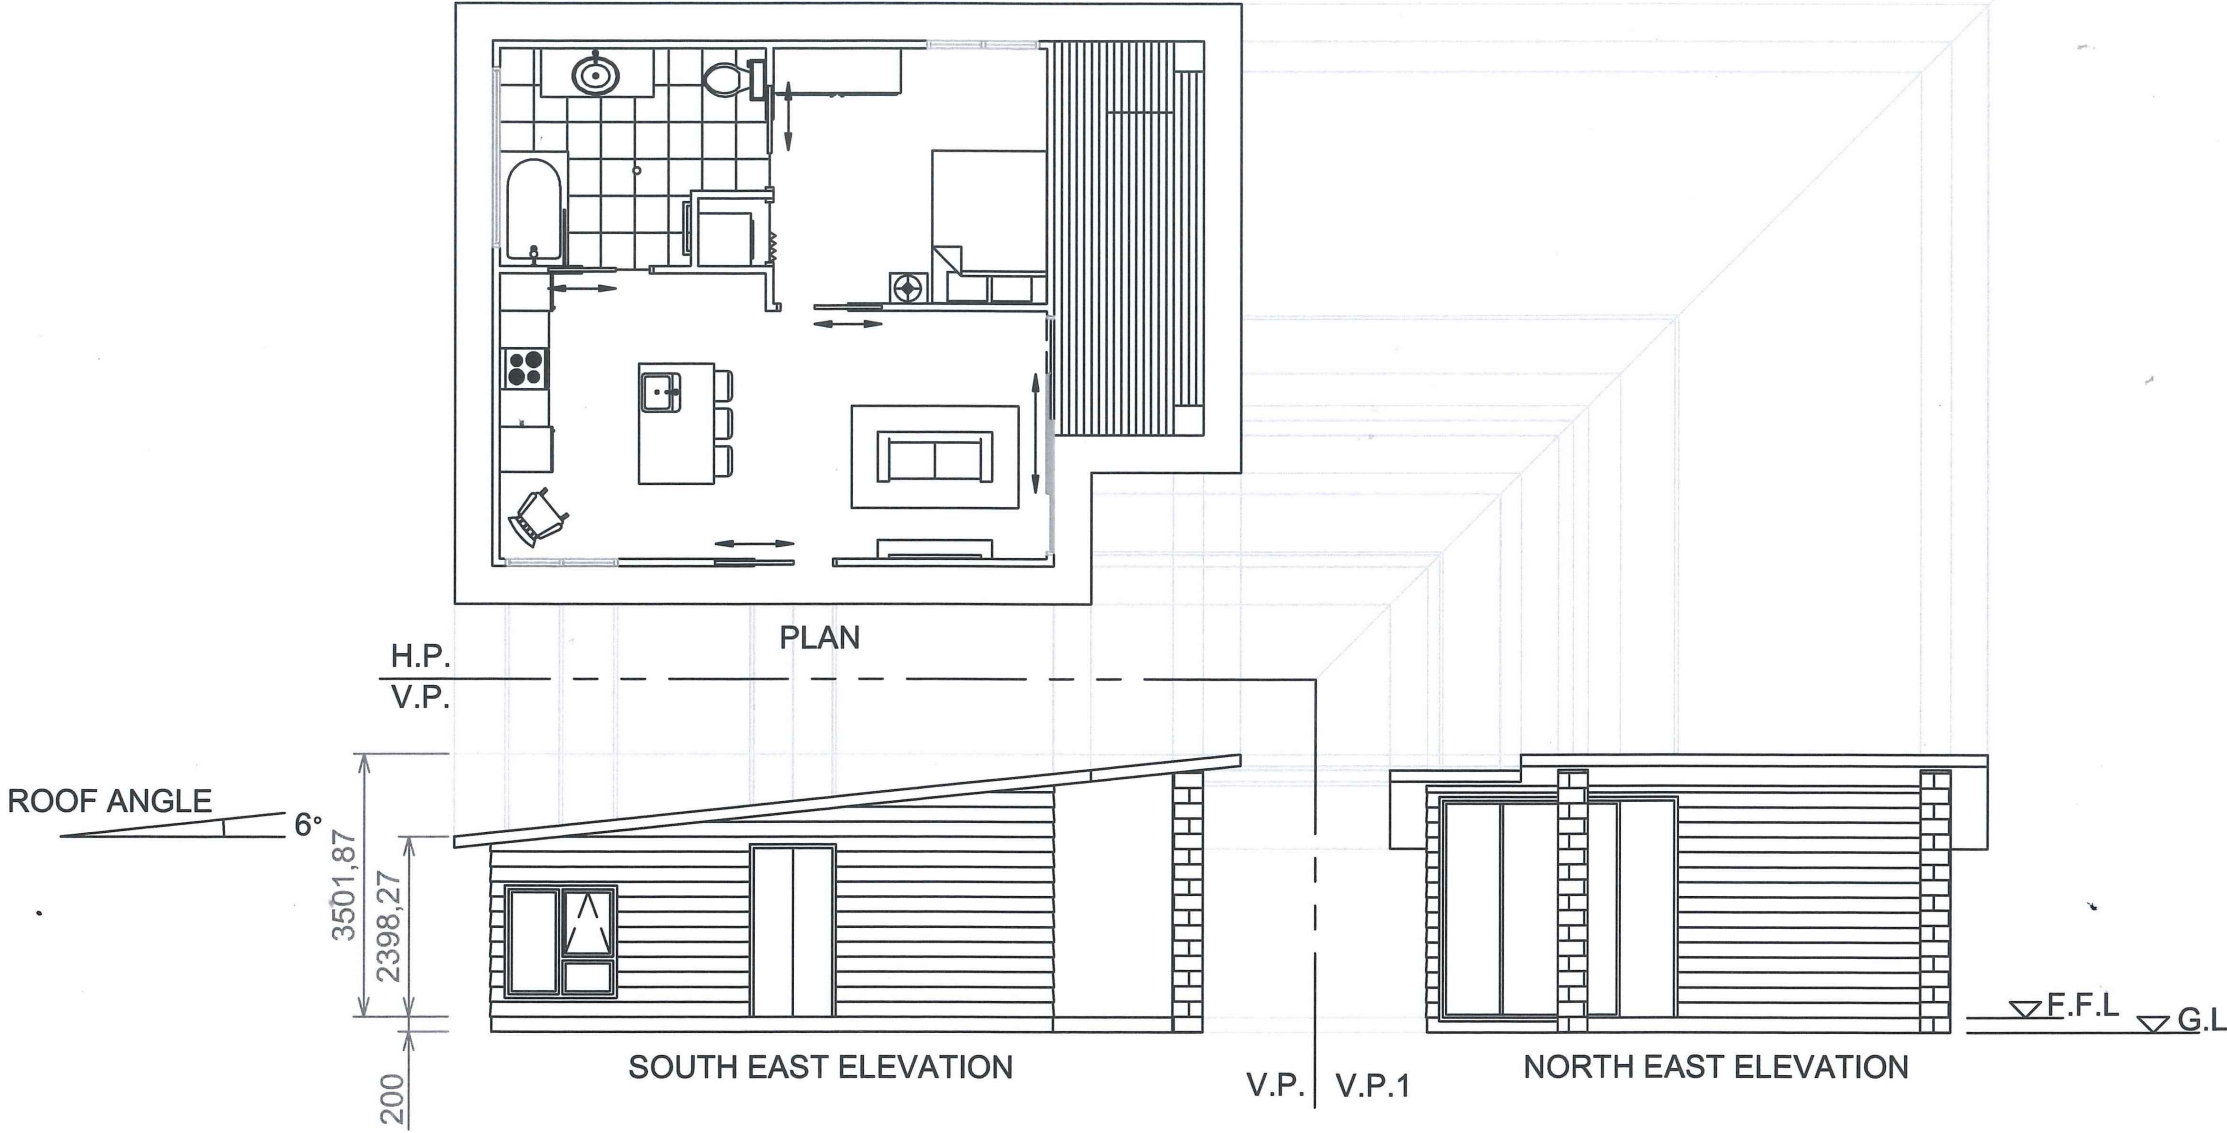 PLAN
H.P.
V.P.
ROOF ANGLE
6°
3501,87
2398,27
200
F.F.L
G.L
SOUTH EAST ELEVATION
NORTH EAST ELEVATION
V.P.
V.P.1